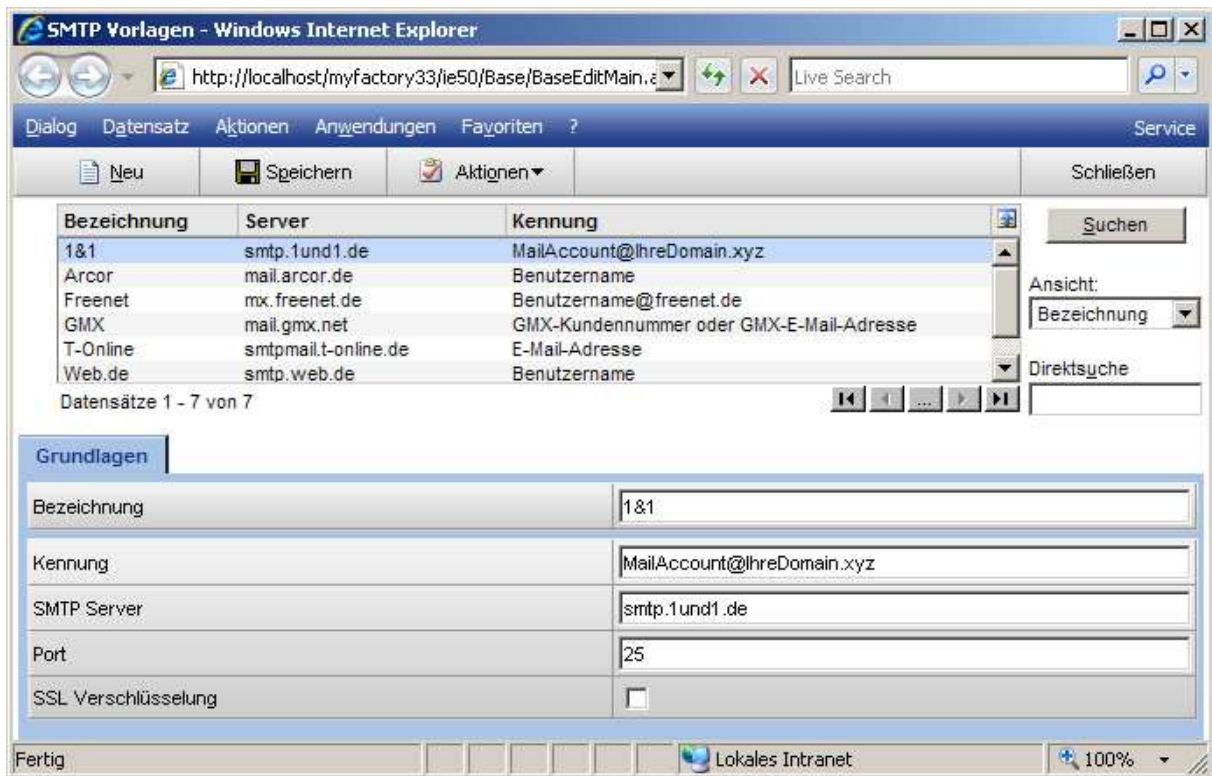 SMTP Vorlagen - Windows Internet Explorer
http://localhost/myfactory33/ie50/Base/BaseEditMain.a
Live Search
Dialog Datensatz Aktionen Anwendungen Favoriten ? Service
Neu Speichern Aktionen Schließen
Bezeichnung Server Kennung
Suchen
1&1 smtp.1und1.de MailAccount@IhreDomain.xyz
Arcor mail.arcor.de Benutzername
Freenet mx.freenet.de Benutzername@freenet.de
GMX mail.gmx.net GMX-Kundennummer oder GMX-E-Mail-Adresse
T-Online smtpmail.t-online.de E-Mail-Adresse
Web.de smtp.web.de Benutzername
Ansicht:
Bezeichnung
Direktsuche
Datensätze 1 - 7 von 7
...
Grundlagen
Bezeichnung 1&1
Kennung MailAccount@IhreDomain.xyz
SMTP Server smtp.1und1.de
Port 25
SSL Verschlüsselung
Fertig Lokales Intranet 100%